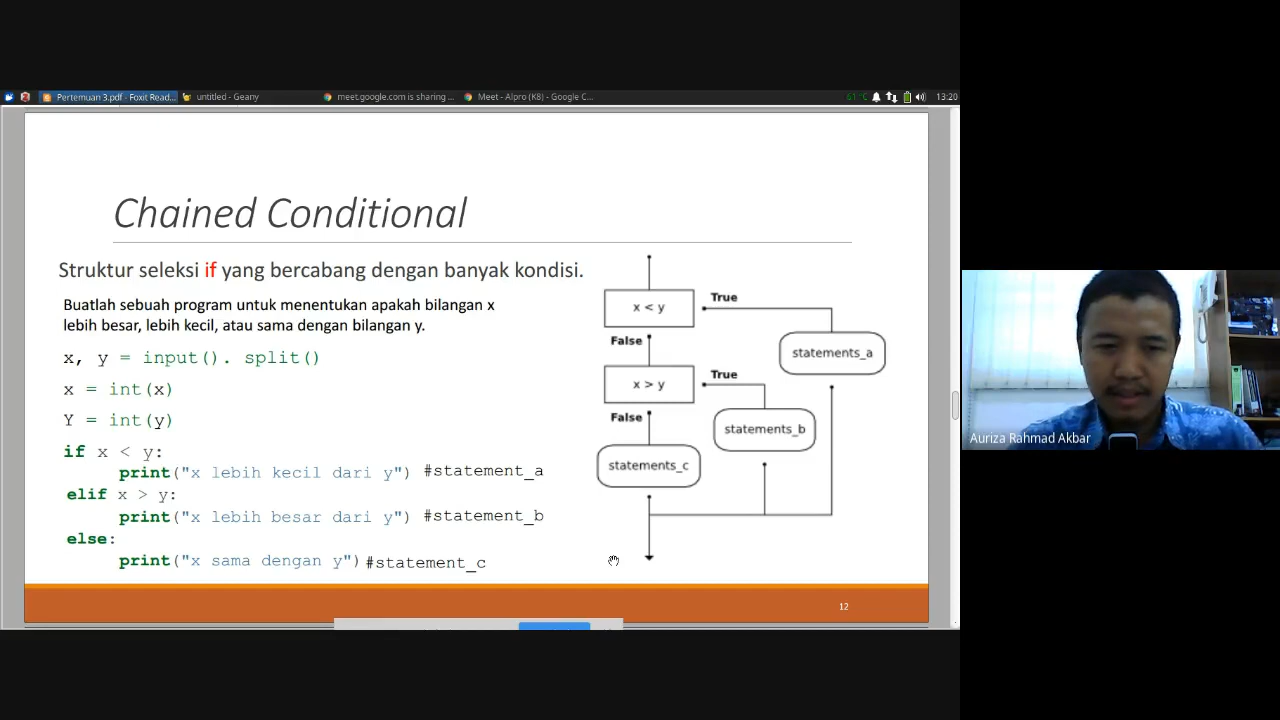 Pertemuan 3.pdf - Foxit Read... untitled - Geany meet.google.com is sharing ... Meet - Alpro (K8) - Google C... 61 °C 13:20
Chained Conditional
Struktur seleksi if yang bercabang dengan banyak kondisi.
Buatlah sebuah program untuk menentukan apakah bilangan x
lebih besar, lebih kecil, atau sama dengan bilangan y.
x, y = input(). split()
x = int(x)
Y = int(y)
if x < y:
print("x lebih kecil dari y") #statement_a
elif x > y:
print("x lebih besar dari y") #statement_b
else:
print("x sama dengan y") #statement_c
x < y
True
False
statements_a
x > y
True
False
statements_b
statements_c
12
Auriza Rahmad Akbar